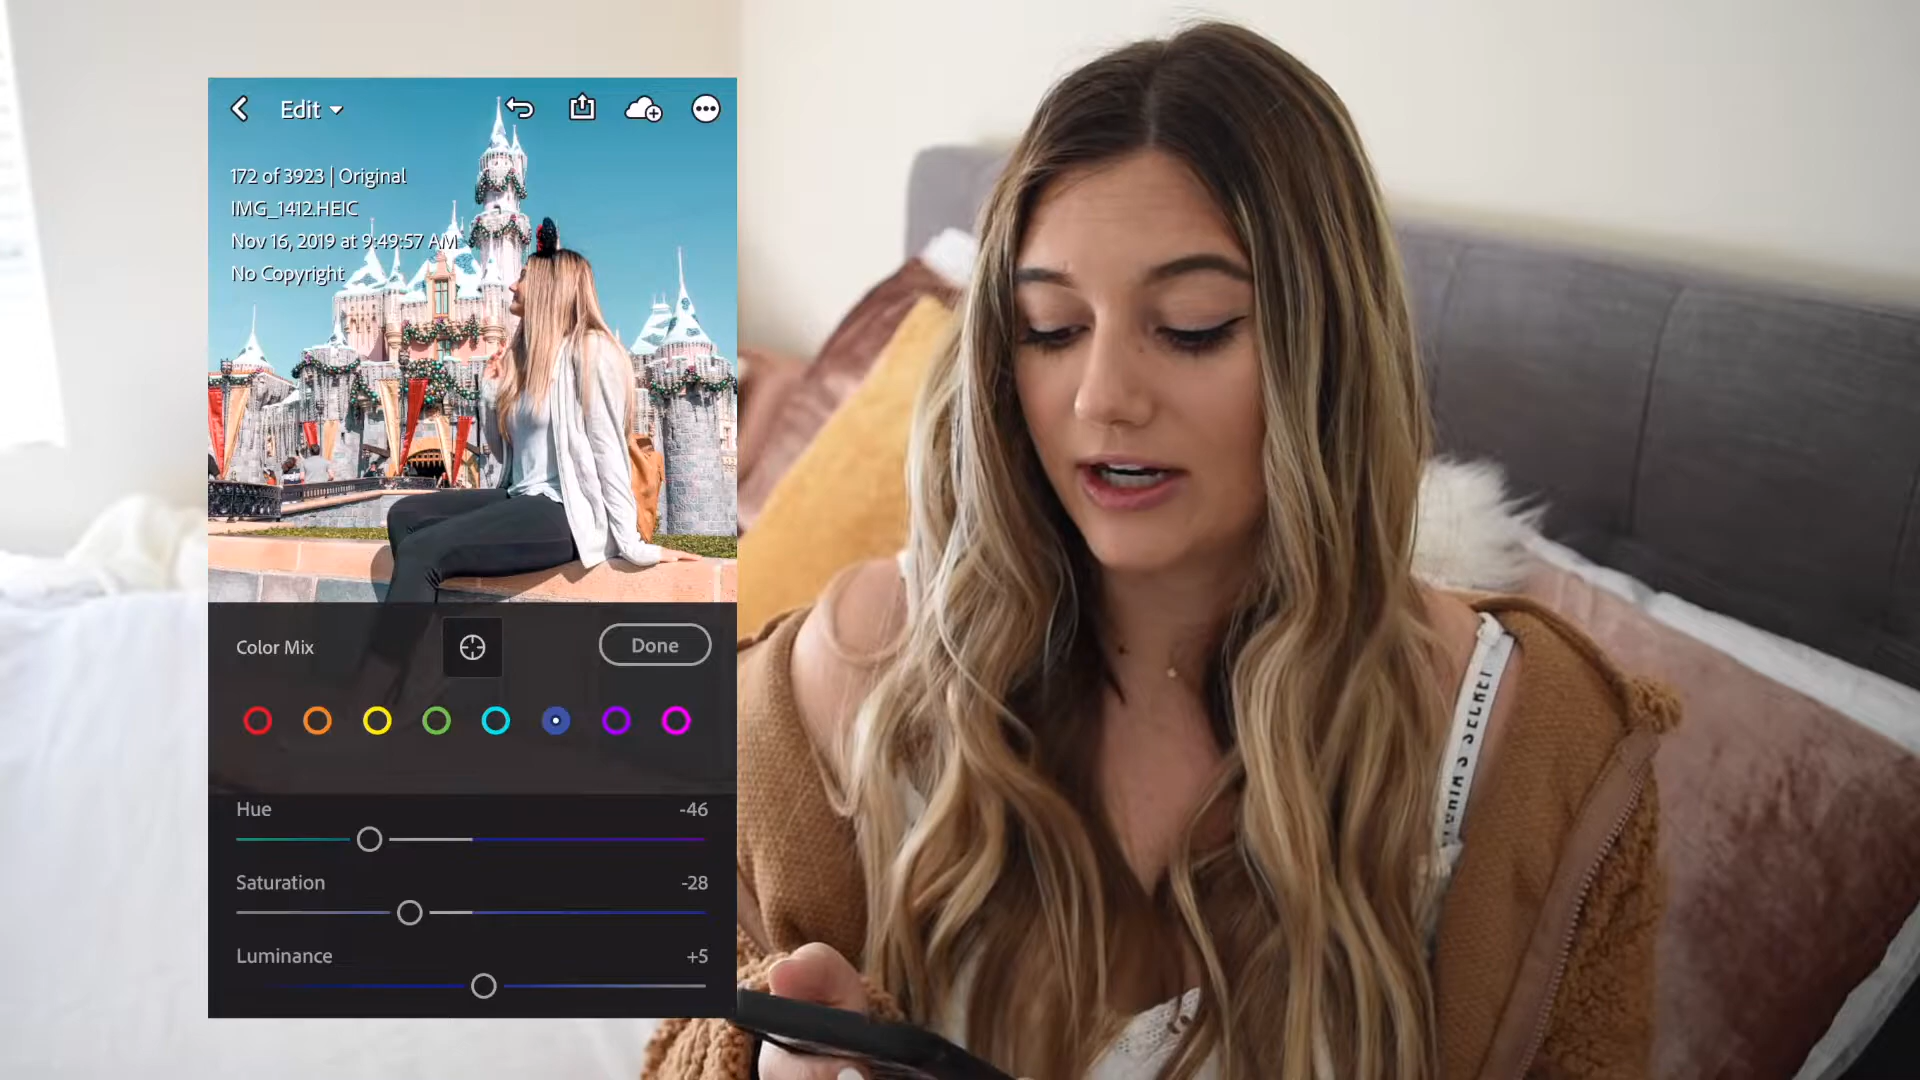 Edit
172 of 3923 | Original
IMG_1412.HEIC
Nov 16, 2019 at 9:49:57 AM
No Copyright
Color Mix
Done
Hue -46
Saturation -28
Luminance +5